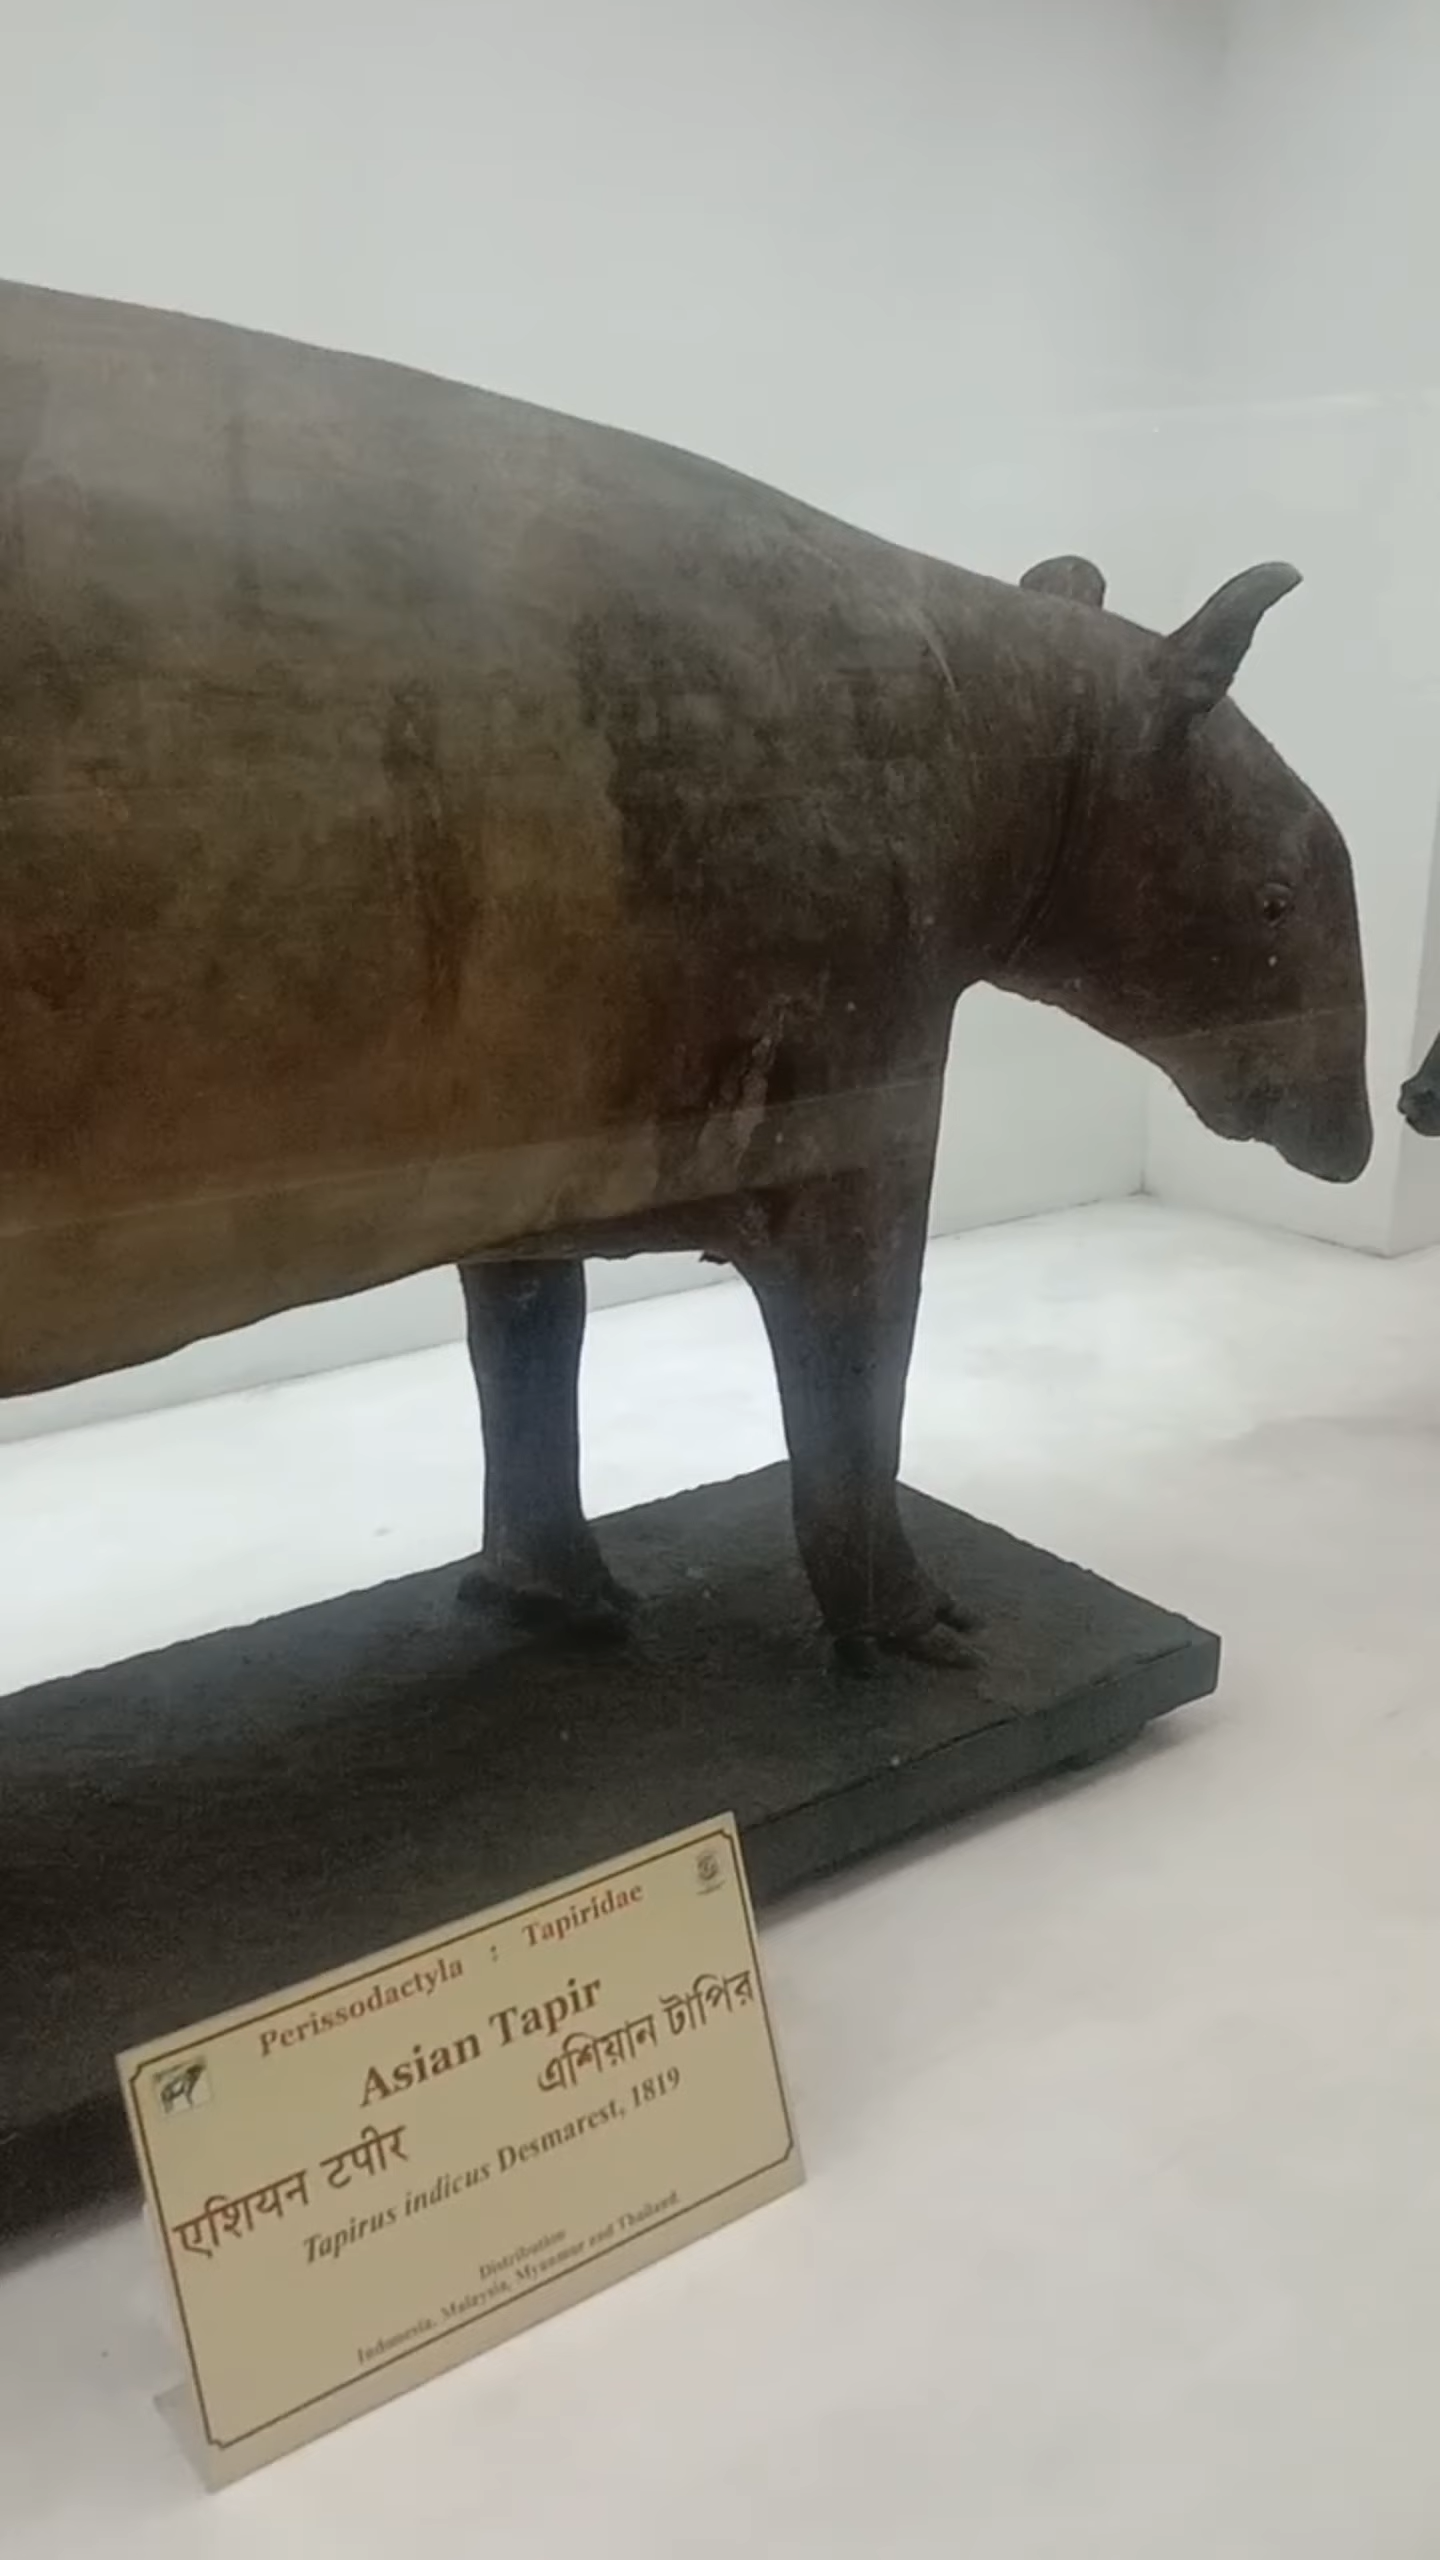 Perissodactyla : Tapiridae
Asian Tapir
एशियन टपीर এশিয়ান টাপির
Tapirus indicus Desmarest, 1819
Distribution
Indonesia, Malaysia, Myanmar and Thailand